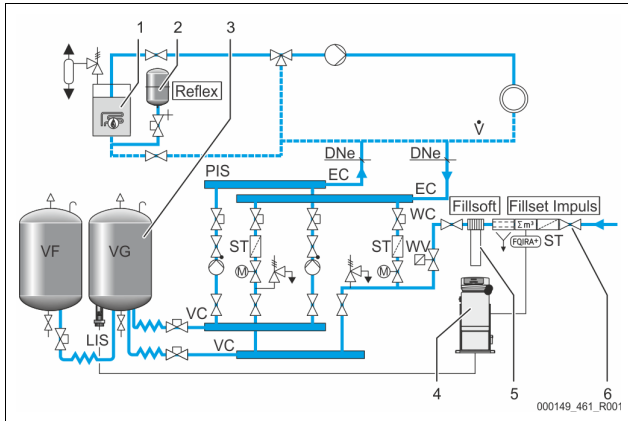 1 2 3
Reflex
V̇
DNe DNe
PIS EC
EC
WC Fillsoft Fillset Impuls
ST ST WV Σm³ ST
FQIRA+
VF VG
M M
LIS
VC
VC
4 5 6
000149_461_R001